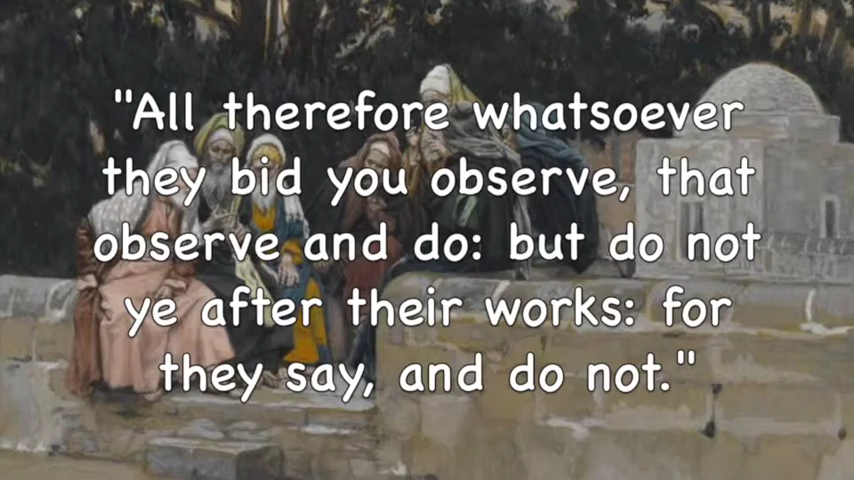 "All therefore whatsoever
they bid you observe, that
observe and do: but do not
ye after their works: for
they say, and do not."